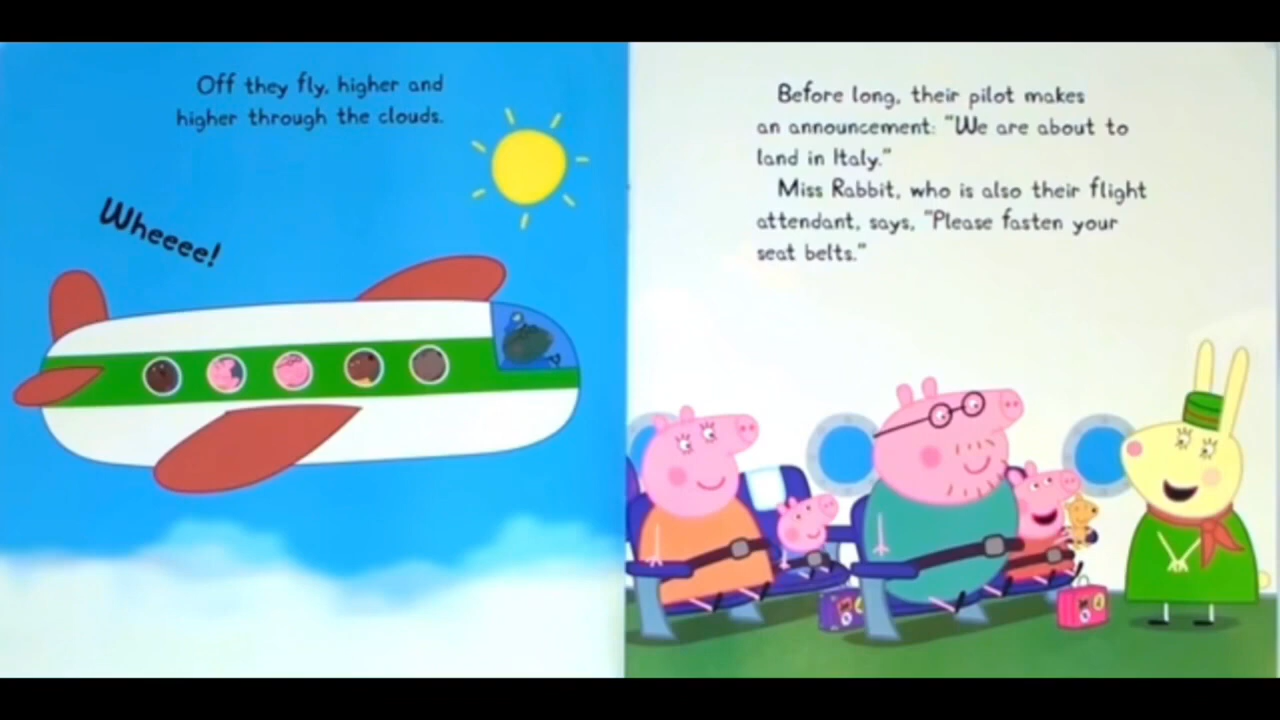 Off they fly, higher and
higher through the clouds.
Wheeee!
Before long, their pilot makes
an announcement: "We are about to
land in Italy."
Miss Rabbit, who is also their flight
attendant, says, "Please fasten your
seat belts."